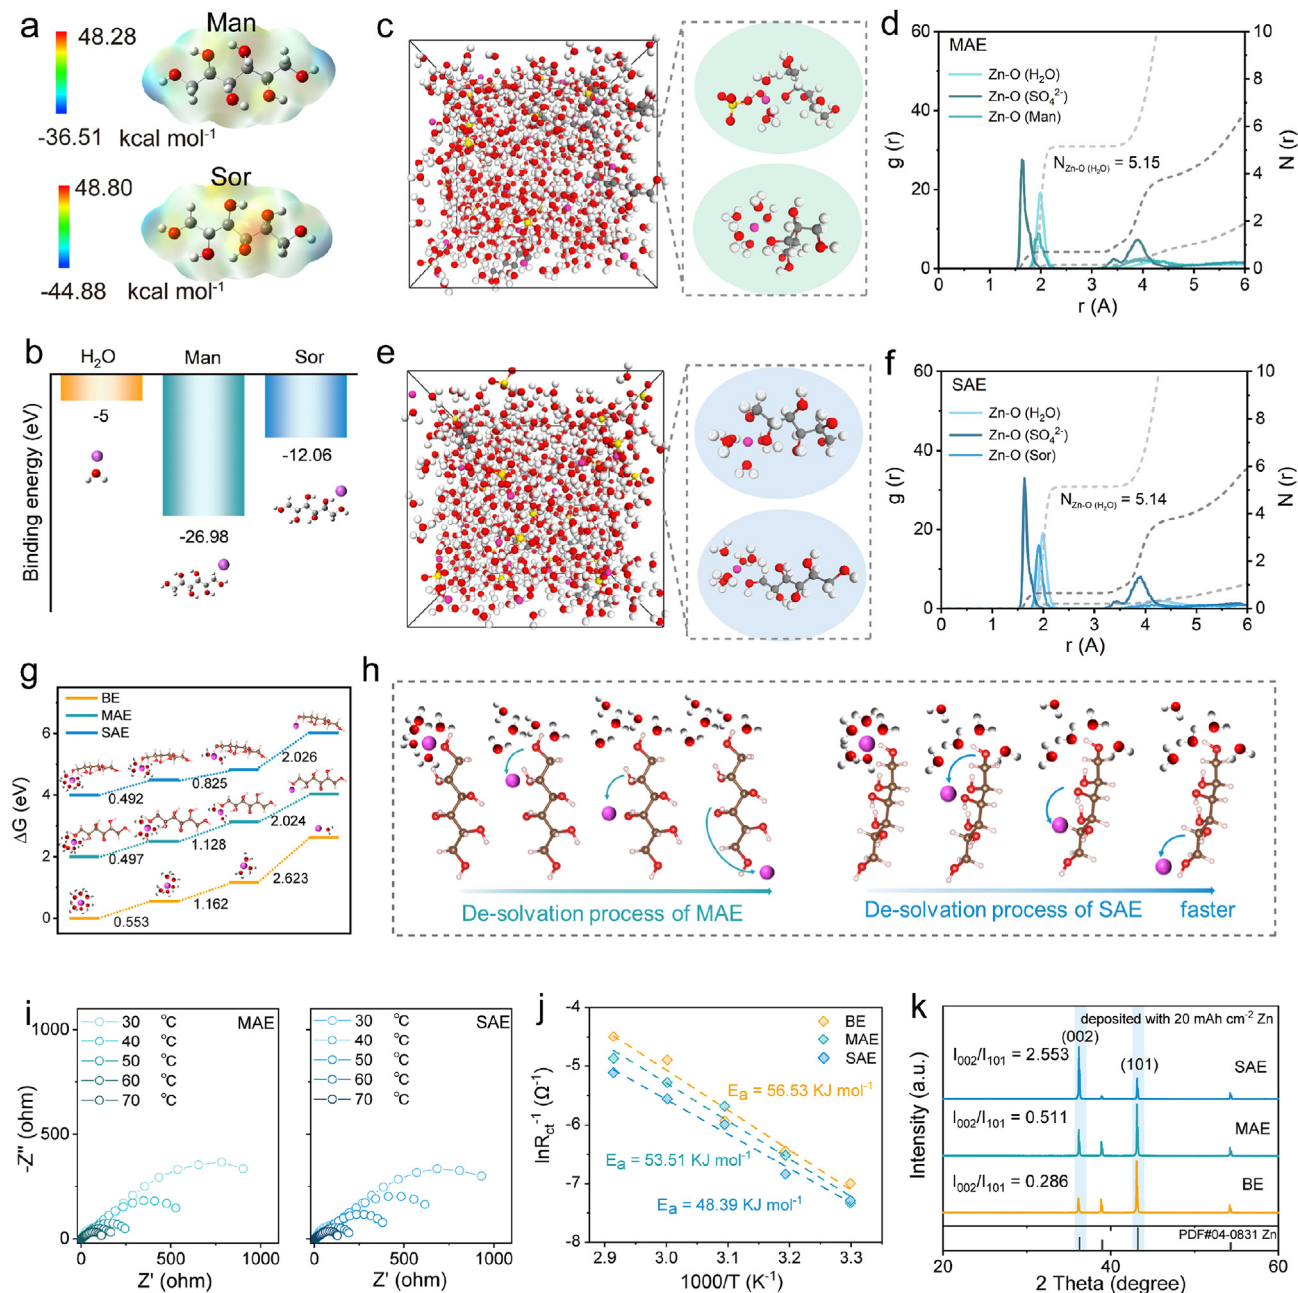 a
Man
48.28
-36.51 kcal mol⁻¹
Sor
48.80
-44.88 kcal mol⁻¹
b
H₂O
Man
Sor
Binding energy (eV)
-5
-12.06
-26.98
c
d
MAE
Zn-O (H₂O)
Zn-O (SO₄²⁻)
Zn-O (Man)
N Zn-O (H₂O) = 5.15
g (r)
N (r)
60
40
20
0
10
8
6
4
2
0
0 1 2 3 4 5 6
r (A)
e
f
SAE
Zn-O (H₂O)
Zn-O (SO₄²⁻)
Zn-O (Sor)
N Zn-O (H₂O) = 5.14
g (r)
N (r)
60
40
20
0
10
8
6
4
2
0
0 1 2 3 4 5 6
r (A)
g
BE
MAE
SAE
ΔG (eV)
6
4
2
0
0.492
0.825
2.026
0.497
1.128
2.024
0.553
1.162
2.623
h
De-solvation process of MAE
De-solvation process of SAE faster
i
MAE
30 °C
40 °C
50 °C
60 °C
70 °C
-Z'' (ohm)
1000
500
0
0 500 1000
Z' (ohm)
SAE
30 °C
40 °C
50 °C
60 °C
70 °C
0 500 1000
Z' (ohm)
j
BE
MAE
SAE
Eₐ = 56.53 KJ mol⁻¹
Eₐ = 53.51 KJ mol⁻¹
Eₐ = 48.39 KJ mol⁻¹
lnR_ct⁻¹ (Ω⁻¹)
-4
-5
-6
-7
-8
2.9 3.0 3.1 3.2 3.3
1000/T (K⁻¹)
k
deposited with 20 mAh cm⁻² Zn
(002)
(101)
I₀₀₂/I₁₀₁ = 2.553
SAE
I₀₀₂/I₁₀₁ = 0.511
MAE
I₀₀₂/I₁₀₁ = 0.286
BE
PDF#04-0831 Zn
Intensity (a.u.)
20 40 60
2 Theta (degree)